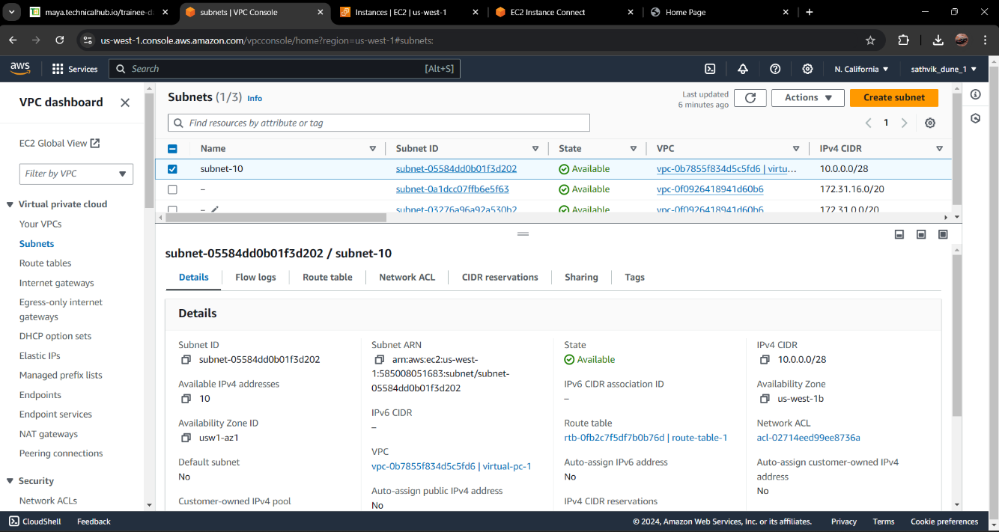 maya.technicalhub.io/trainee-da
subnets | VPC Console
Instances | EC2 | us-west-1
EC2 Instance Connect
Home Page
us-west-1.console.aws.amazon.com/vpcconsole/home?region=us-west-1#subnets:
aws
Services
Search
[Alt+S]
N. California
sathvik_dune_1
VPC dashboard
EC2 Global View
Filter by VPC
Virtual private cloud
Your VPCs
Subnets
Route tables
Internet gateways
Egress-only internet
gateways
DHCP option sets
Elastic IPs
Managed prefix lists
Endpoints
Endpoint services
NAT gateways
Peering connections
Security
Network ACLs
Subnets (1/3) Info
Last updated
6 minutes ago
Actions
Create subnet
Find resources by attribute or tag
1
Name Subnet ID State VPC IPv4 CIDR
subnet-10 subnet-05584dd0b01f3d202 Available vpc-0b7855f834d5c5fd6 | virtu... 10.0.0.0/28
– subnet-0a1dcc07ffb6e5f63 Available vpc-0f0926418941d60b6 172.31.16.0/20
– subnet-03276a96a92a530b2 Available vpc-0f0926418941d60b6 172.31.0.0/20
subnet-05584dd0b01f3d202 / subnet-10
Details Flow logs Route table Network ACL CIDR reservations Sharing Tags
Details
Subnet ID
subnet-05584dd0b01f3d202
Available IPv4 addresses
10
Availability Zone ID
usw1-az1
Default subnet
No
Customer-owned IPv4 pool
Subnet ARN
arn:aws:ec2:us-west-
1:585008051683:subnet/subnet-
05584dd0b01f3d202
IPv6 CIDR
–
VPC
vpc-0b7855f834d5c5fd6 | virtual-pc-1
Auto-assign public IPv4 address
No
State
Available
IPv6 CIDR association ID
–
Route table
rtb-0fb2c7f5df7b0b76d | route-table-1
Auto-assign IPv6 address
No
IPv4 CIDR reservations
IPv4 CIDR
10.0.0.0/28
Availability Zone
us-west-1b
Network ACL
acl-02714eed99ee8736a
Auto-assign customer-owned IPv4
address
No
CloudShell
Feedback
© 2024, Amazon Web Services, Inc. or its affiliates.
Privacy
Terms
Cookie preferences